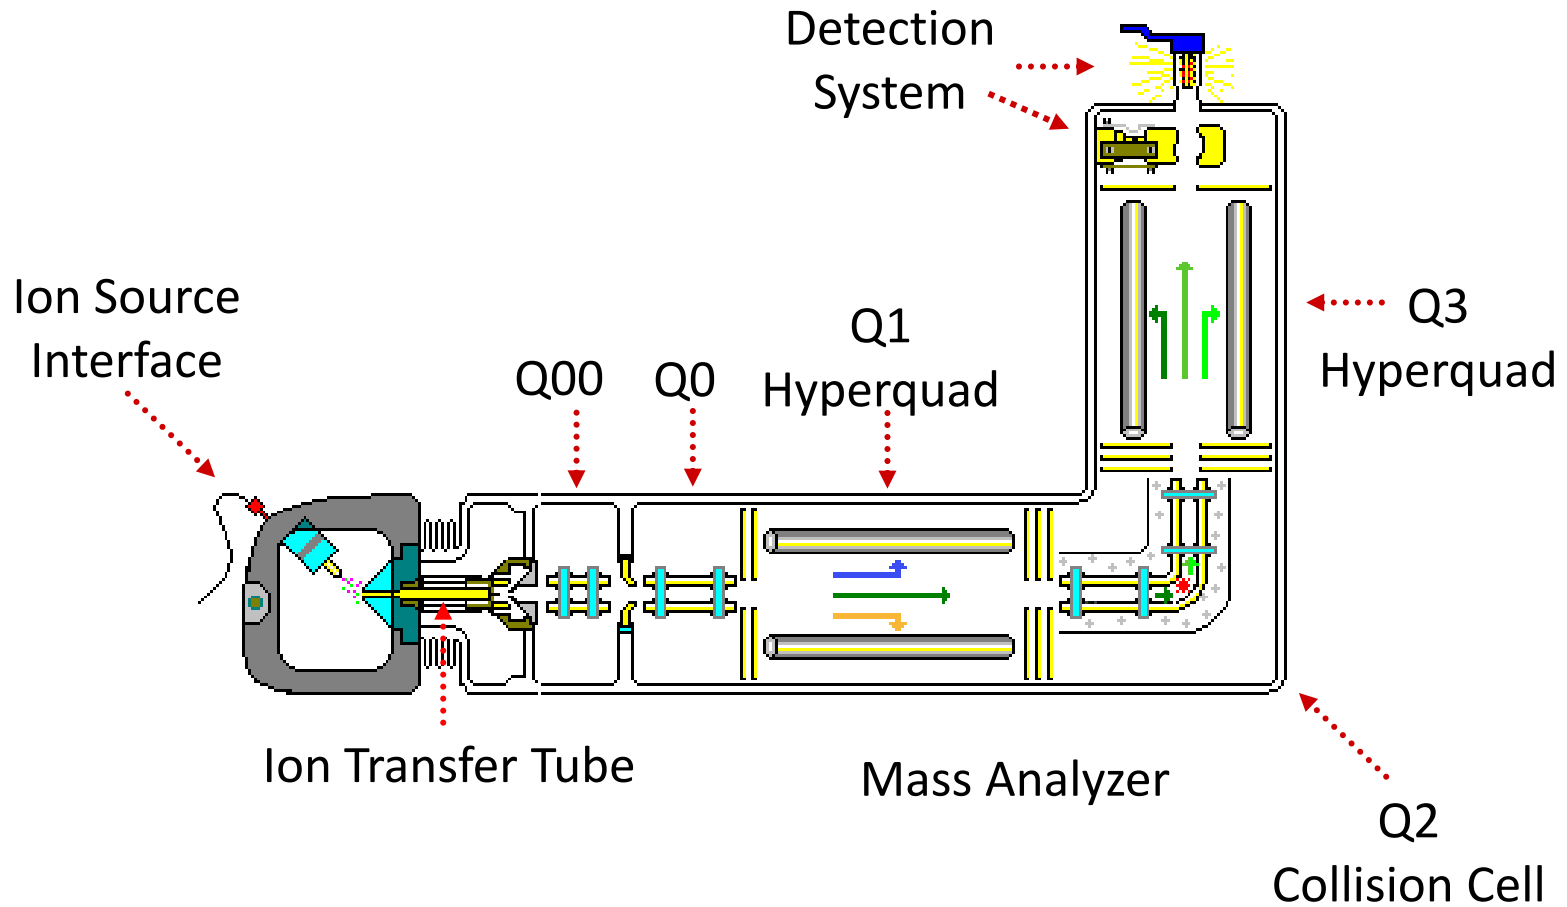 Detection
System
Ion Source
Interface
Q00
Q0
Q1
Hyperquad
Q3
Hyperquad
Ion Transfer Tube
Mass Analyzer
Q2
Collision Cell